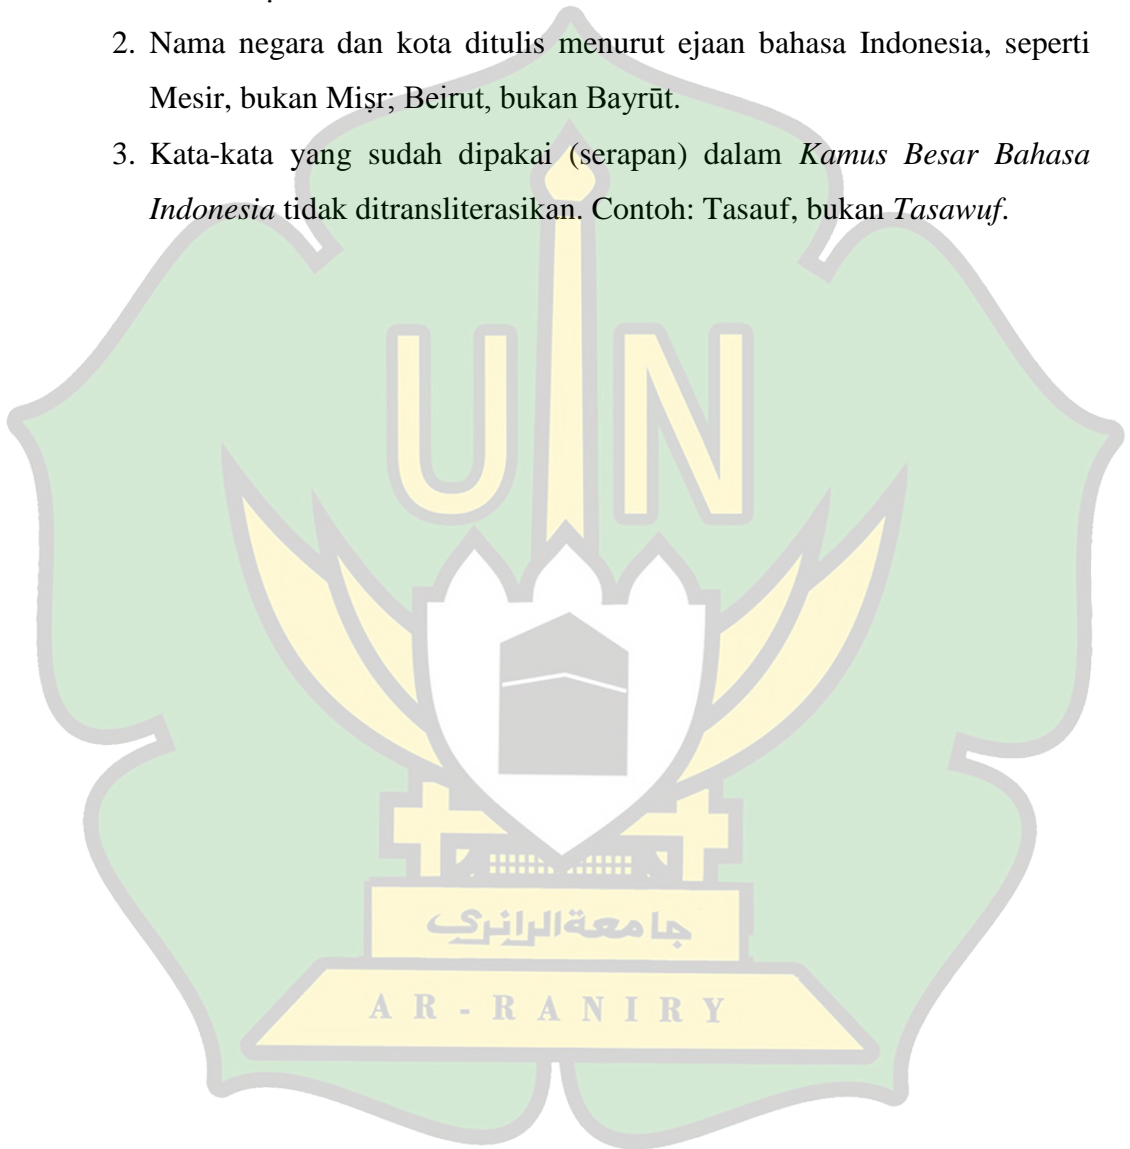 2. Nama negara dan kota ditulis menurut ejaan bahasa Indonesia, seperti
Mesir, bukan Miṣr; Beirut, bukan Bayrūt.
3. Kata-kata yang sudah dipakai (serapan) dalam Kamus Besar Bahasa
Indonesia tidak ditransliterasikan. Contoh: Tasauf, bukan Tasawuf.
UIN
جامعة الرانري
AR-RANIRY